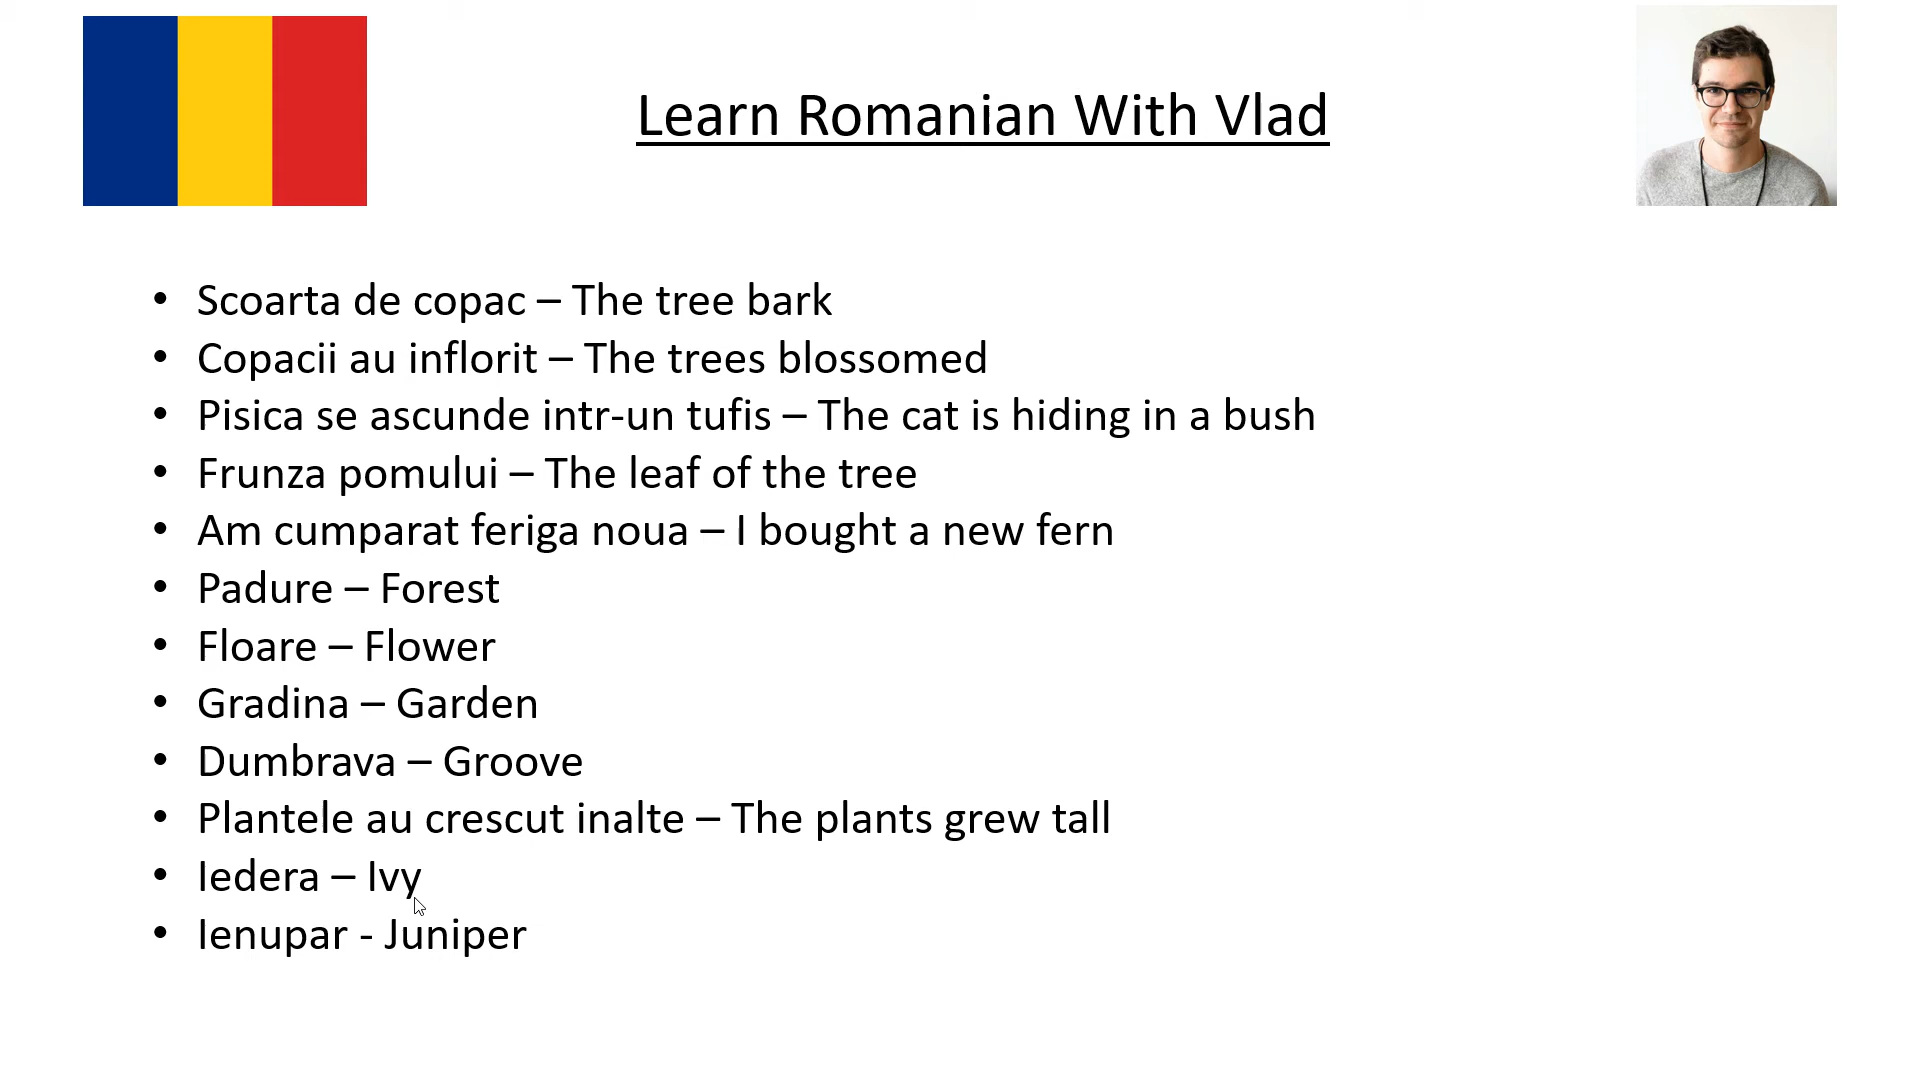 Learn Romanian With Vlad
• Scoarta de copac – The tree bark
• Copacii au inflorit – The trees blossomed
• Pisica se ascunde intr-un tufis – The cat is hiding in a bush
• Frunza pomului – The leaf of the tree
• Am cumparat feriga noua – I bought a new fern
• Padure – Forest
• Floare – Flower
• Gradina – Garden
• Dumbrava – Groove
• Plantele au crescut inalte – The plants grew tall
• Iedera – Ivy
• Ienupar - Juniper